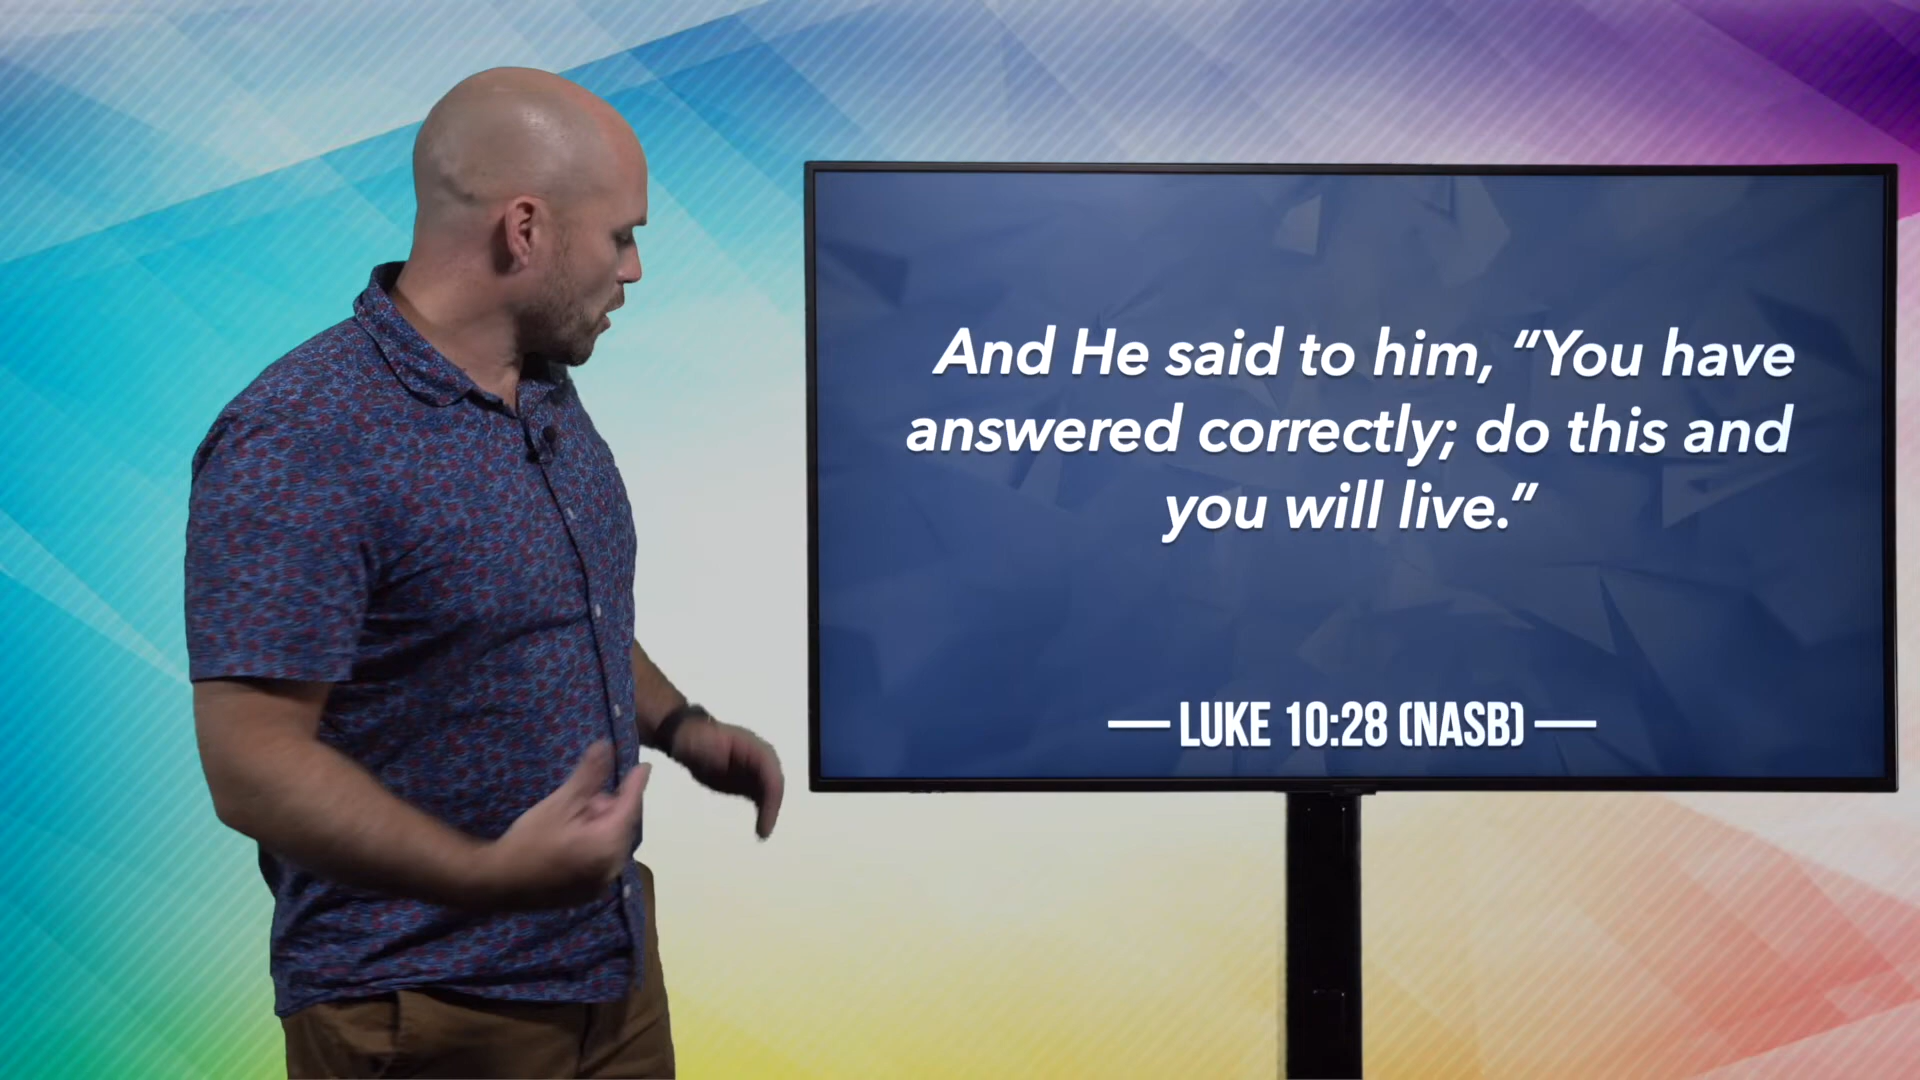 And He said to him, “You have
answered correctly; do this and
you will live.”
LUKE 10:28 (NASB)